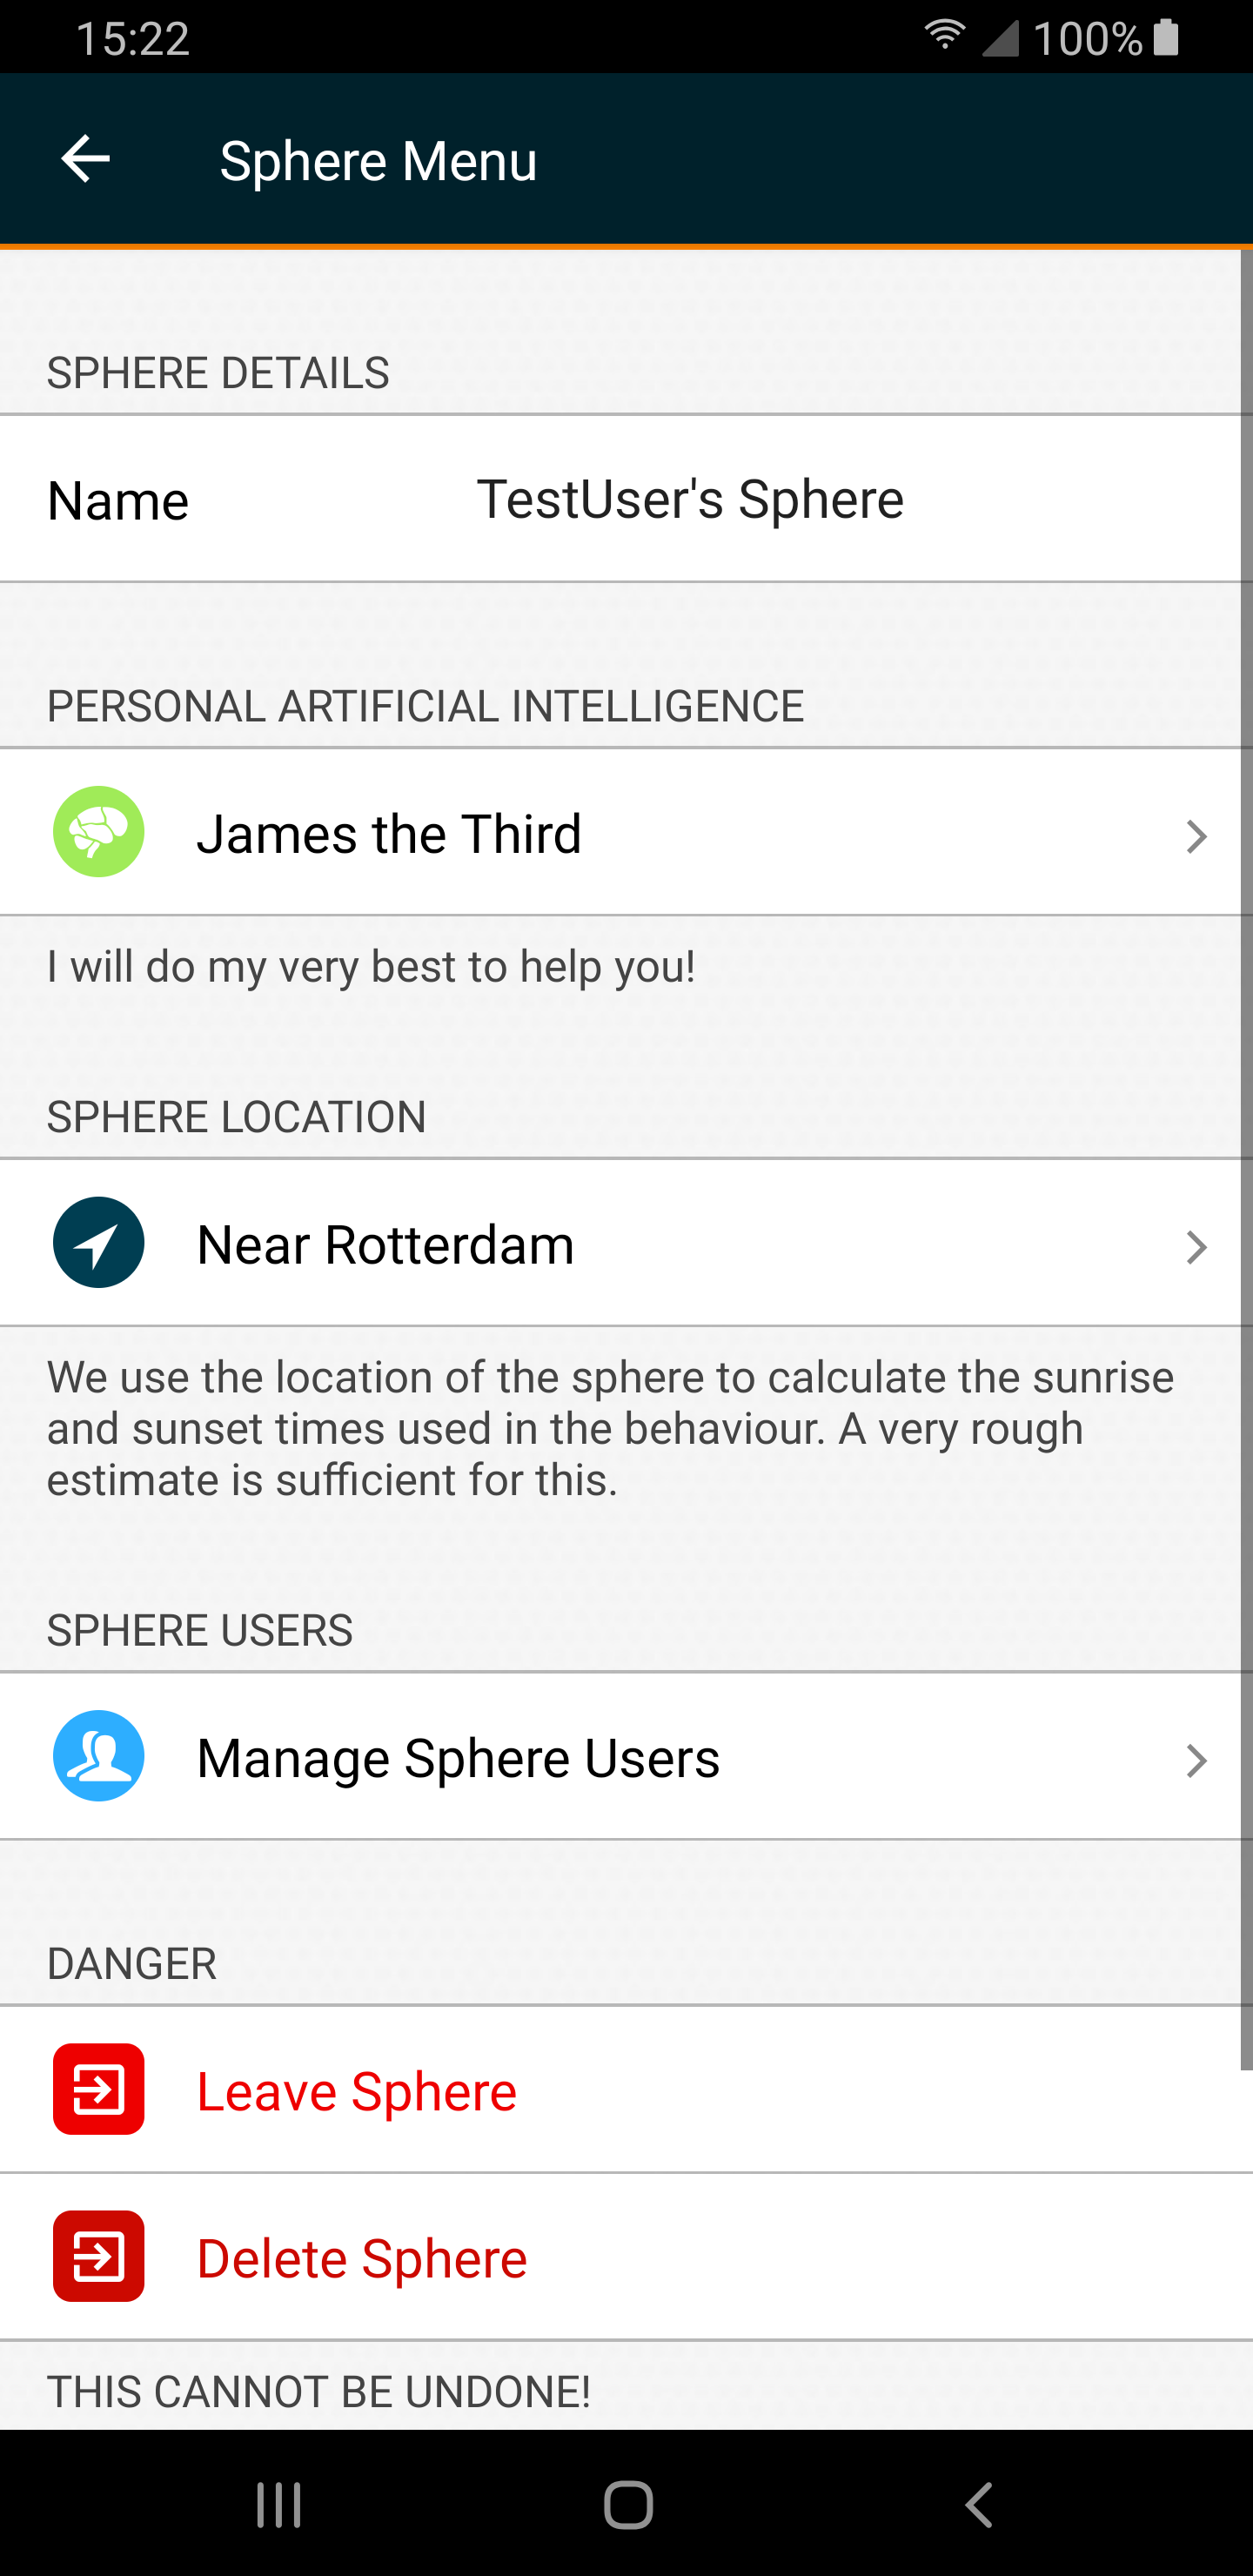 15:22
100%
Sphere Menu
SPHERE DETAILS
Name TestUser's Sphere
PERSONAL ARTIFICIAL INTELLIGENCE
James the Third
I will do my very best to help you!
SPHERE LOCATION
Near Rotterdam
We use the location of the sphere to calculate the sunrise
and sunset times used in the behaviour. A very rough
estimate is sufficient for this.
SPHERE USERS
Manage Sphere Users
DANGER
Leave Sphere
Delete Sphere
THIS CANNOT BE UNDONE!